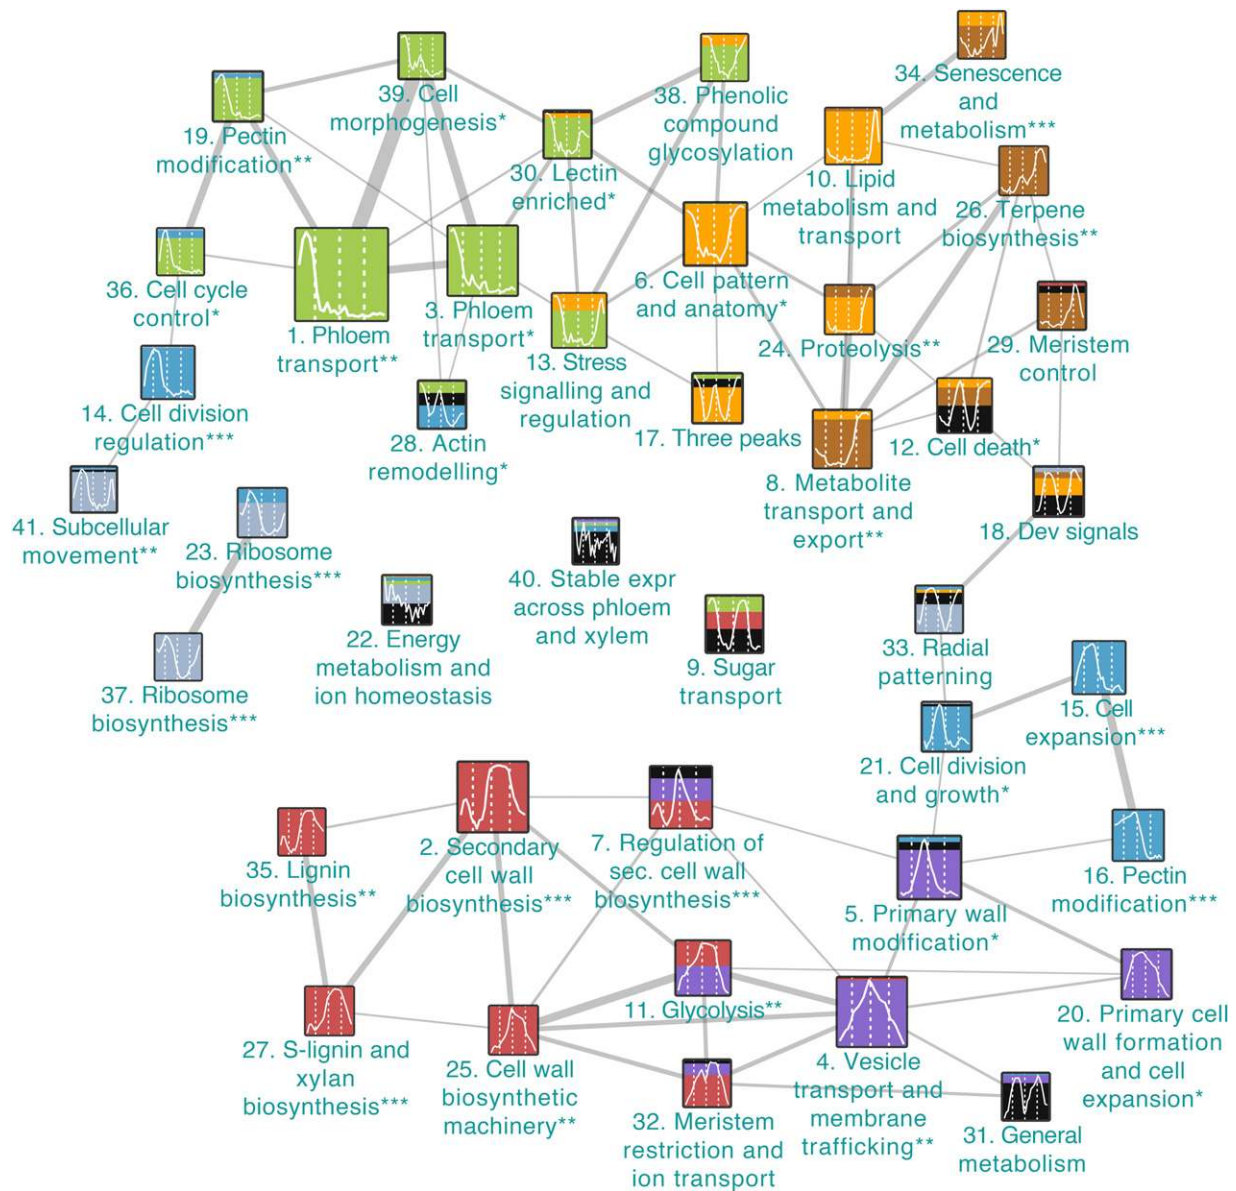 34. Senescence
and
metabolism***
39. Cell
morphogenesis*
38. Phenolic
compound
glycosylation
19. Pectin
modification**
30. Lectin
enriched*
10. Lipid
metabolism and
transport
26. Terpene
biosynthesis**
36. Cell cycle
control*
1. Phloem
transport**
3. Phloem
transport*
6. Cell pattern
and anatomy*
13. Stress
signalling and
regulation
24. Proteolysis**
29. Meristem
control
14. Cell division
regulation***
28. Actin
remodelling*
17. Three peaks
12. Cell death*
8. Metabolite
transport and
export**
18. Dev signals
41. Subcellular
movement**
23. Ribosome
biosynthesis***
40. Stable expr
across phloem
and xylem
22. Energy
metabolism and
ion homeostasis
9. Sugar
transport
33. Radial
patterning
37. Ribosome
biosynthesis***
15. Cell
expansion***
21. Cell division
and growth*
35. Lignin
biosynthesis**
2. Secondary
cell wall
biosynthesis***
7. Regulation of
sec. cell wall
biosynthesis***
5. Primary wall
modification*
16. Pectin
modification***
11. Glycolysis**
27. S-lignin and
xylan
biosynthesis***
25. Cell wall
biosynthetic
machinery**
32. Meristem
restriction and
ion transport
4. Vesicle
transport and
membrane
trafficking**
20. Primary cell
wall formation
and cell
expansion*
31. General
metabolism